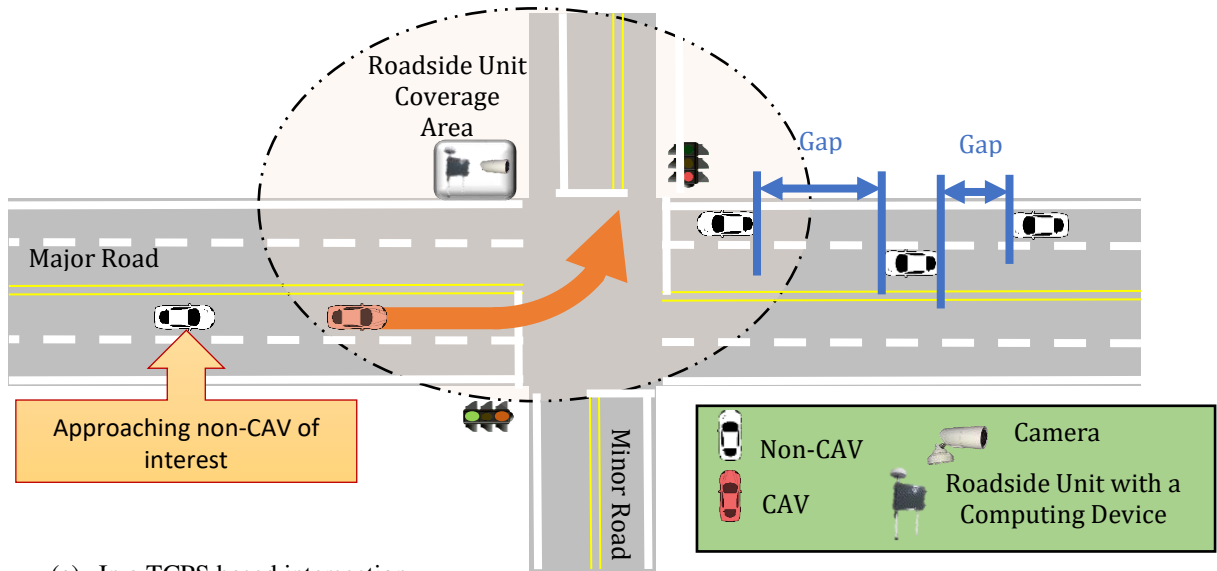 Roadside Unit
Coverage
Area
Gap
Gap
Major Road
Approaching non-CAV of
interest
Minor Road
Non-CAV
Camera
CAV
Roadside Unit with a
Computing Device